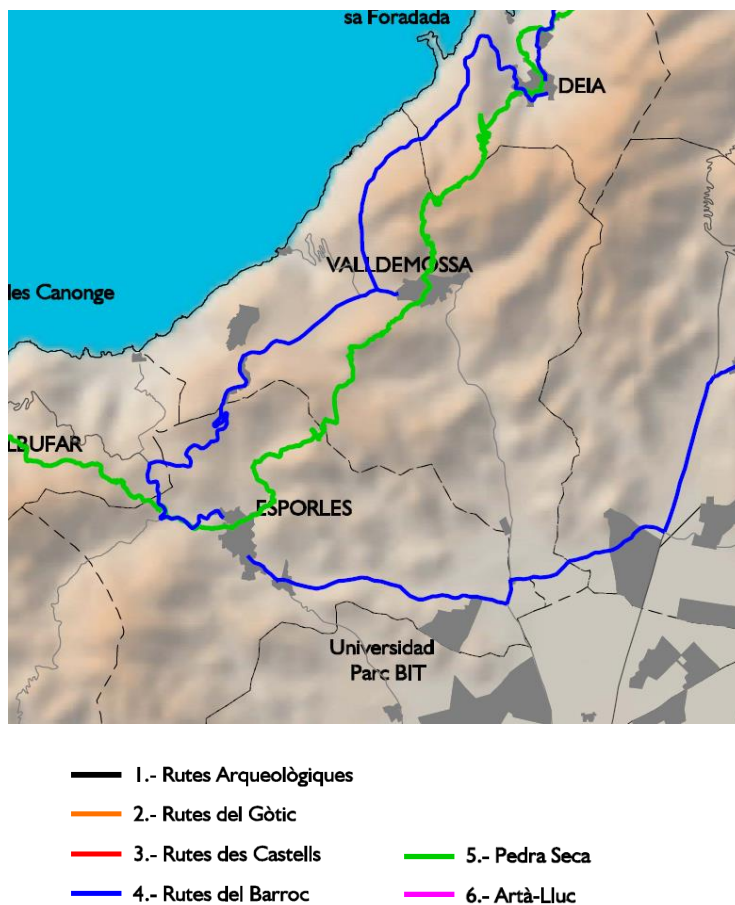 sa Foradada
DEIA
VALLDEMOSSA
les Canonge
LBUFAR
ESPORLES
Universidad
Parc BIT
1.- Rutes Arqueològiques
2.- Rutes del Gòtic
3.- Rutes des Castells
4.- Rutes del Barroc
5.- Pedra Seca
6.- Artà-Lluc